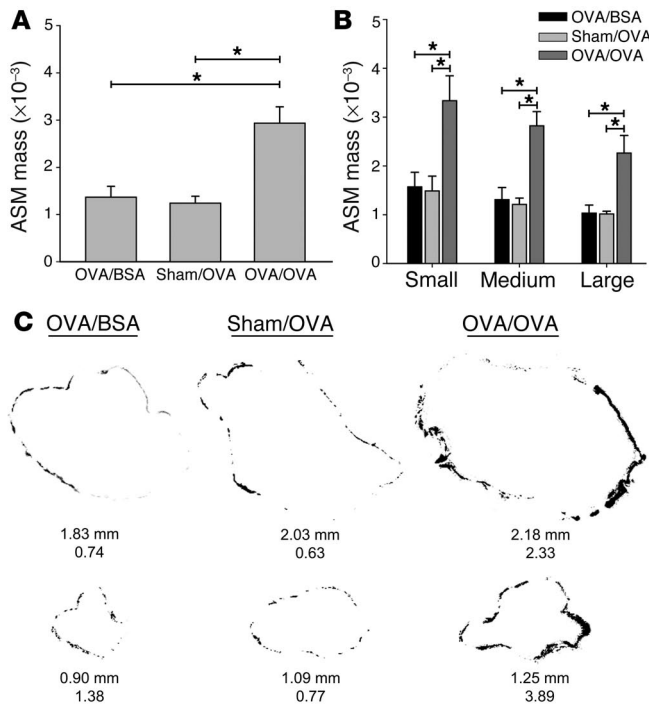 A
ASM mass (×10⁻³)
5
4
3
2
1
0
*
*
OVA/BSA Sham/OVA OVA/OVA
B
OVA/BSA
Sham/OVA
OVA/OVA
ASM mass (×10⁻³)
5
4
3
2
1
0
*
*
*
*
*
*
Small Medium Large
C
OVA/BSA Sham/OVA OVA/OVA
1.83 mm 2.03 mm 2.18 mm
0.74 0.63 2.33
0.90 mm 1.09 mm 1.25 mm
1.38 0.77 3.89